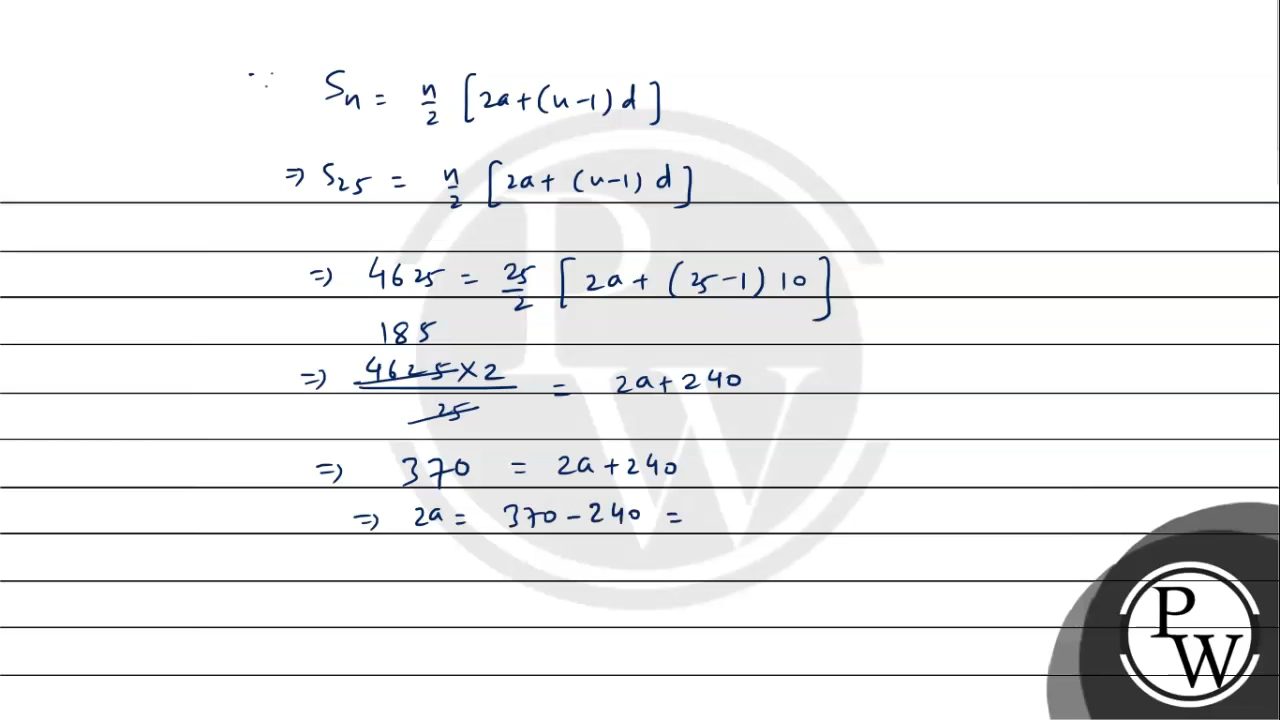 ∵ Sn = n/2 [2a+(n-1)d]
⇒ S25 = n/2 [2a+(n-1)d]
⇒ 4625 = 25/2 [2a+(25-1)10]
185
⇒ 4625×2/25 = 2a+240
⇒ 370 = 2a+240
⇒ 2a = 370-240 =
PW
PW